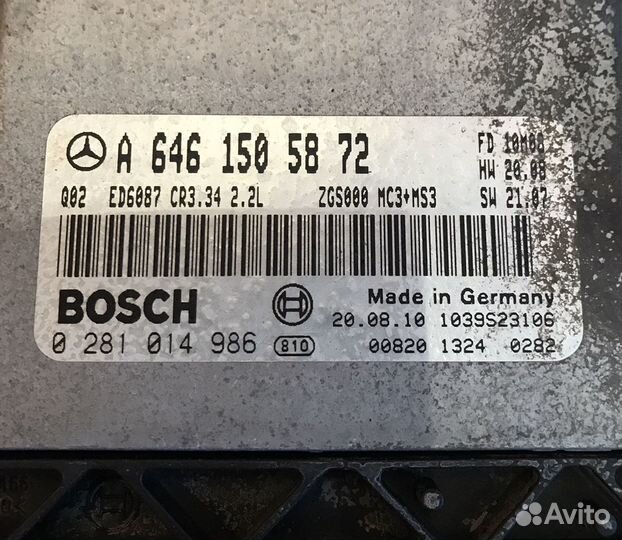 A 646 150 58 72
FD 10M08
HW 20.08
Q02 ED6087 CR3.34 2.2L ZGS000 MC3+MS3 SW 21.07
BOSCH
Made in Germany
20.08.10 1039S23106
0 281 014 986 810 00820 1324 0282
Avito